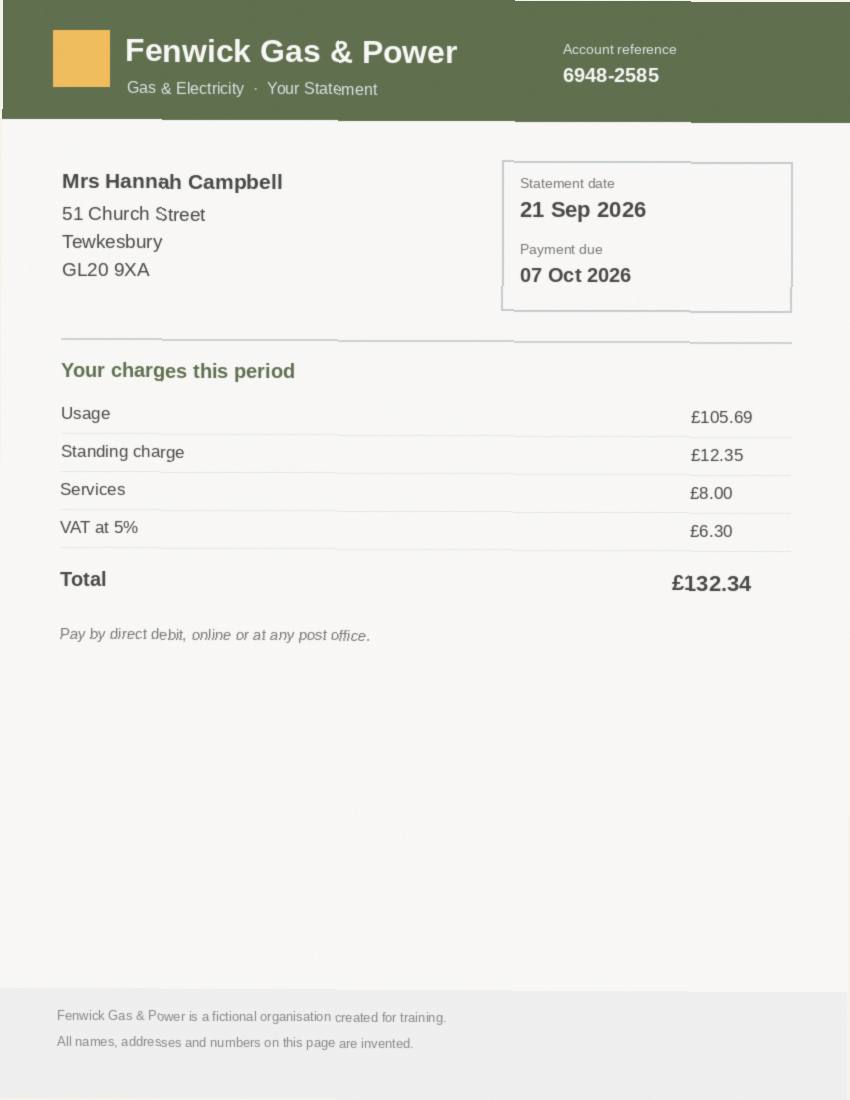 Fenwick Gas & Power
Gas & Electricity · Your Statement
Account reference
6948-2585
Mrs Hannah Campbell
51 Church Street
Tewkesbury
GL20 9XA
Statement date
21 Sep 2026
Payment due
07 Oct 2026
Your charges this period
Usage £105.69
Standing charge £12.35
Services £8.00
VAT at 5% £6.30
Total £132.34
Pay by direct debit, online or at any post office.
Fenwick Gas & Power is a fictional organisation created for training.
All names, addresses and numbers on this page are invented.